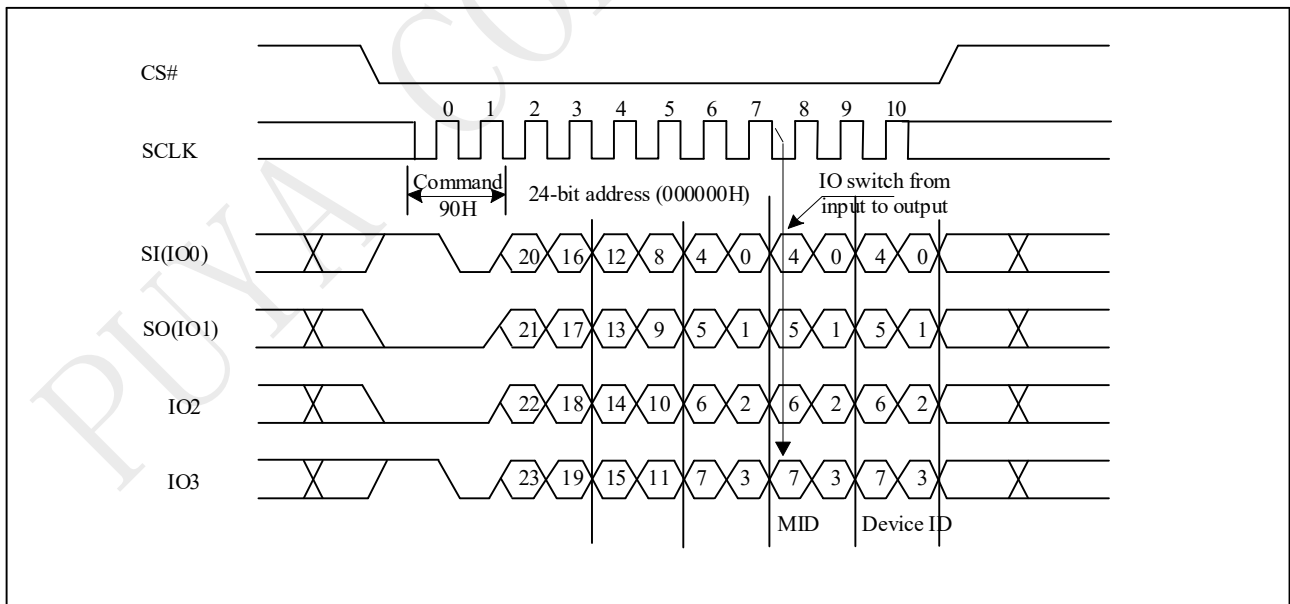 PUYA CON
CS#
0 1 2 3 4 5 6 7 8 9 10
SCLK
Command
90H
24-bit address (000000H)
IO switch from
input to output
SI(IO0) 20 16 12 8 4 0 4 0 4 0
SO(IO1) 21 17 13 9 5 1 5 1 5 1
IO2 22 18 14 10 6 2 6 2 6 2
IO3 23 19 15 11 7 3 7 3 7 3
MID Device ID